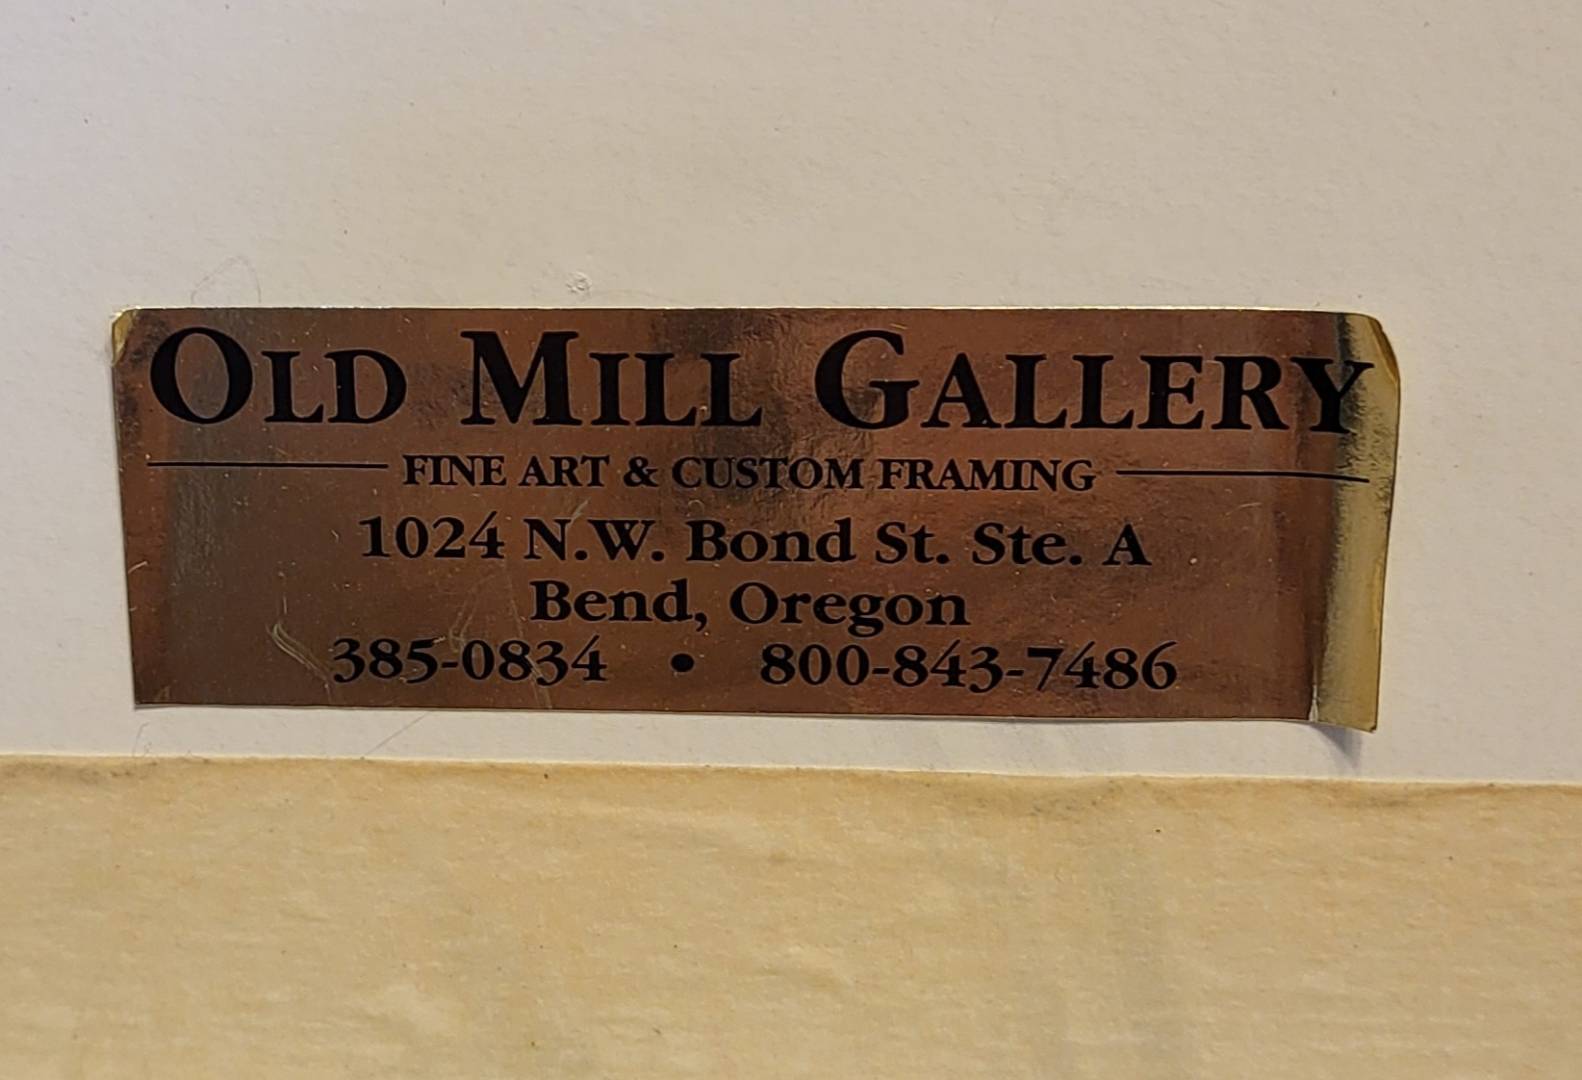 OLD MILL GALLERY
FINE ART & CUSTOM FRAMING
1024 N.W. Bond St. Ste. A
Bend, Oregon
385-0834 • 800-843-7486